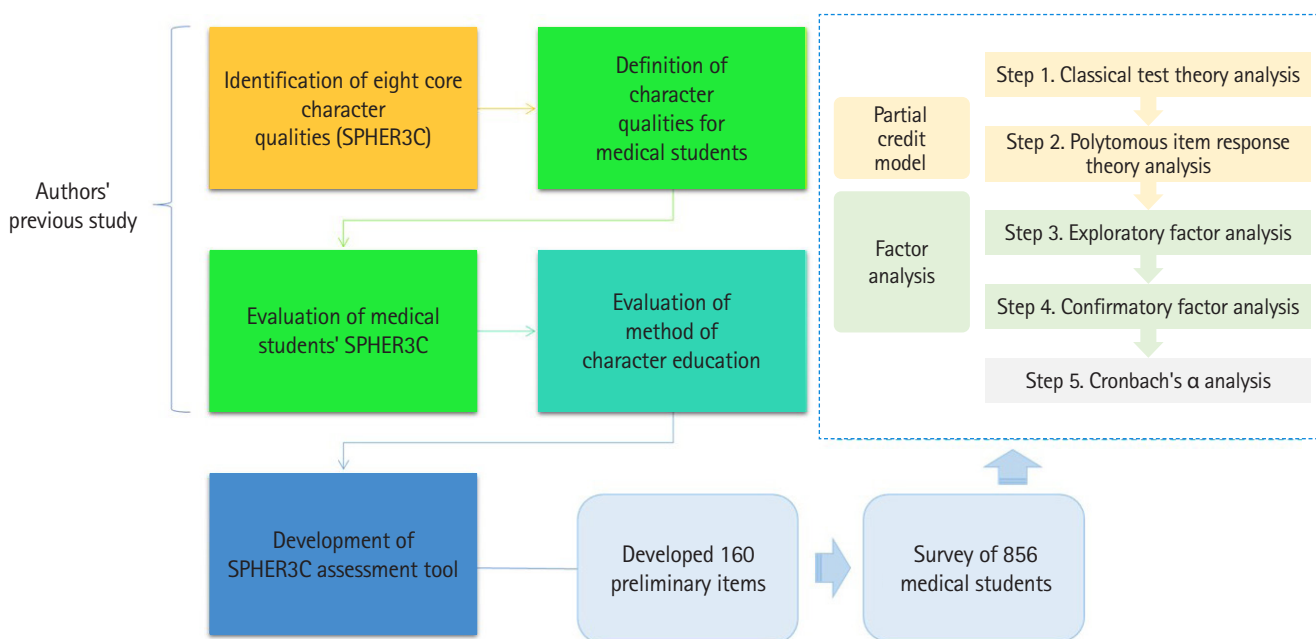 Authors'
previous study
Identification of eight core
character
qualities (SPHER3C)
Definition of
character
qualities for
medical students
Evaluation of medical
students' SPHER3C
Evaluation of
method of
character education
Development of
SPHER3C assessment tool
Developed 160
preliminary items
Survey of 856
medical students
Partial
credit
model
Factor
analysis
Step 1. Classical test theory analysis
Step 2. Polytomous item response
theory analysis
Step 3. Exploratory factor analysis
Step 4. Confirmatory factor analysis
Step 5. Cronbach's α analysis